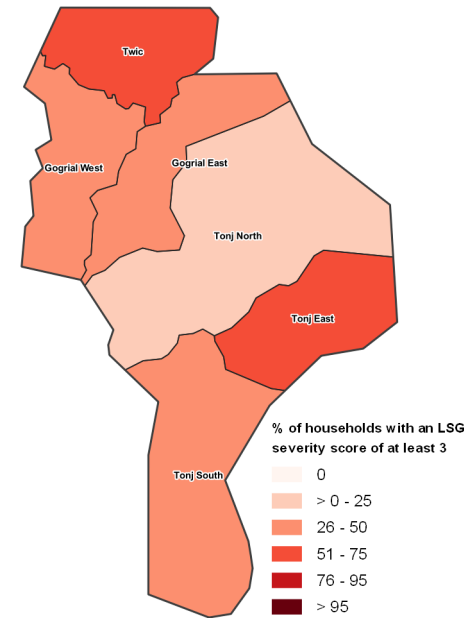 Twic
Gogrial West
Gogrial East
Tonj North
Tonj East
Tonj South
% of households with an LSG
severity score of at least 3
0
> 0 - 25
26 - 50
51 - 75
76 - 95
> 95